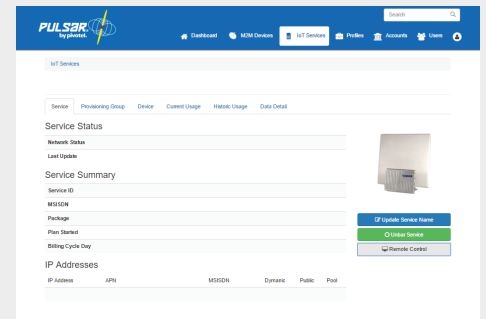 Search
PULSAR.
by pivotel.
Dashboard M2M Devices IoT Services Profiles Accounts Users
IoT Services
Service Provisioning Group Device Current Usage Historic Usage Data Detail
Service Status
Network Status
Last Update
Service Summary
Service ID
MSISDN
Package
Plan Started
Billing Cycle Day
Update Service Name
Unbar Service
Remote Control
IP Addresses
IP Address APN MSISDN Dymanic Public Pool